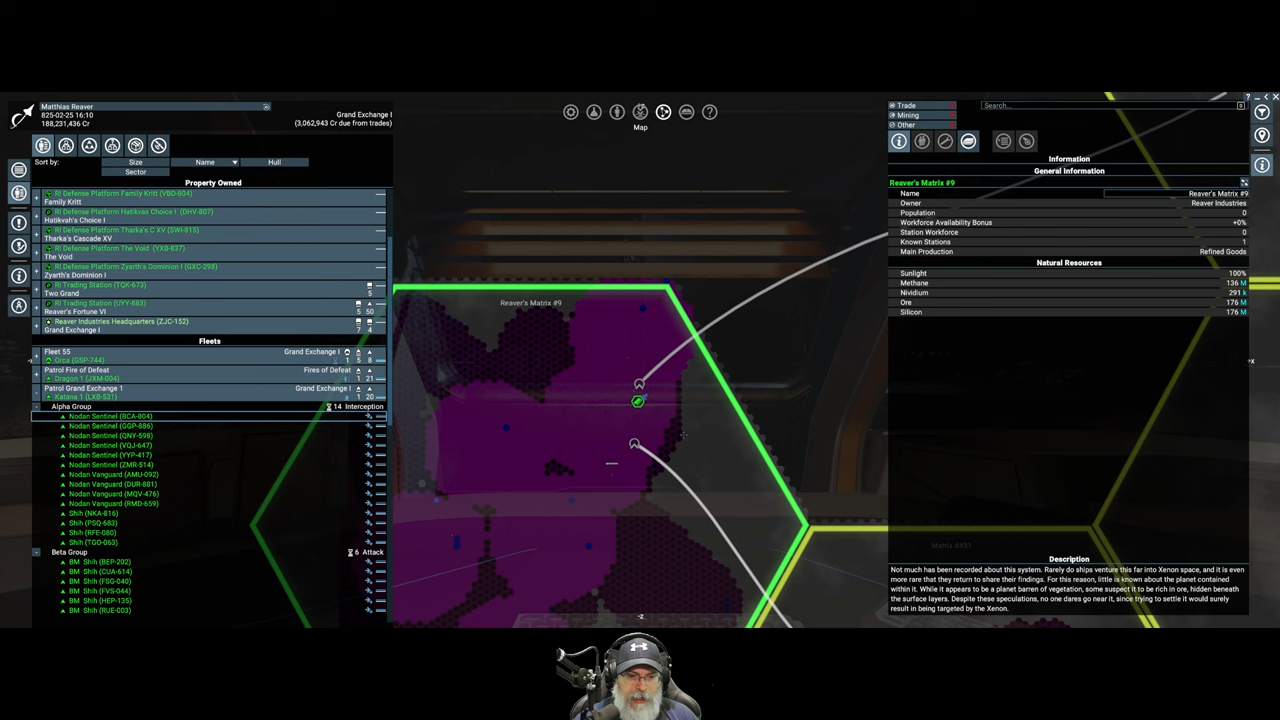 Matthias Reaver
825-02-25 16:10
188,231,436 Cr
Grand Exchange I
(3,062,943 Cr due from trades)
Sort by:
Size
Name
Hull
Sector
Property Owned
RI Defense Platform Family Kritt (VBD-804)
Family Kritt
RI Defense Platform Hatikvas Choice I (DHV-807)
Hatikvah's Choice I
RI Defense Platform Tharka's C XV (SWI-815)
Tharka's Cascade XV
RI Defense Platform The Void (YXB-837)
The Void
RI Defense Platform Zyarth's Dominion I (GXC-298)
Zyarth's Dominion I
RI Trading Station (TQK-673)
Two Grand
5
RI Trading Station (UYY-883)
Reaver's Fortune VI
5 50
Reaver Industries Headquarters (ZJC-152)
Grand Exchange I
7 4
Fleets
Fleet 55
Grand Exchange I
Orca (GSP-744)
1 5 8
Patrol Fire of Defeat
Fires of Defeat
Dragon 1 (JXM-004)
1 21
Patrol Grand Exchange 1
Grand Exchange I
Katana 1 (LXB-531)
1 20
Alpha Group
14 Interception
Nodan Sentinel (BCA-804)
Nodan Sentinel (GGP-886)
Nodan Sentinel (QNY-598)
Nodan Sentinel (VQJ-647)
Nodan Sentinel (YYP-417)
Nodan Sentinel (ZMR-514)
Nodan Vanguard (AMU-092)
Nodan Vanguard (DUR-881)
Nodan Vanguard (MQV-476)
Nodan Vanguard (RMD-659)
Shih (NKA-816)
Shih (PSQ-683)
Shih (RFE-080)
Shih (TGO-063)
Beta Group
6 Attack
BM Shih (BEP-202)
BM Shih (CUA-614)
BM Shih (FSG-040)
BM Shih (FVS-044)
BM Shih (HEP-135)
BM Shih (RUE-003)
Map
Reaver's Matrix #9
Matrix #451
-Z
X
Trade
Mining
Other
Search...
Information
General Information
Reaver's Matrix #9
Name
Reaver's Matrix #9
Owner
Reaver Industries
Population
0
Workforce Availability Bonus
+0%
Station Workforce
0
Known Stations
1
Main Production
Refined Goods
Natural Resources
Sunlight
100%
Methane
136 M
Nividium
291 k
Ore
176 M
Silicon
176 M
Description
Not much has been recorded about this system. Rarely do ships venture this far into Xenon space, and it is even
more rare that they return to share their findings. For this reason, little is known about the planet contained
within it. While it appears to be a planet barren of vegetation, some suspect it to be rich in ore, hidden beneath
the surface layers. Despite these speculations, no one dares go near it, since trying to settle it would surely
result in being targeted by the Xenon.